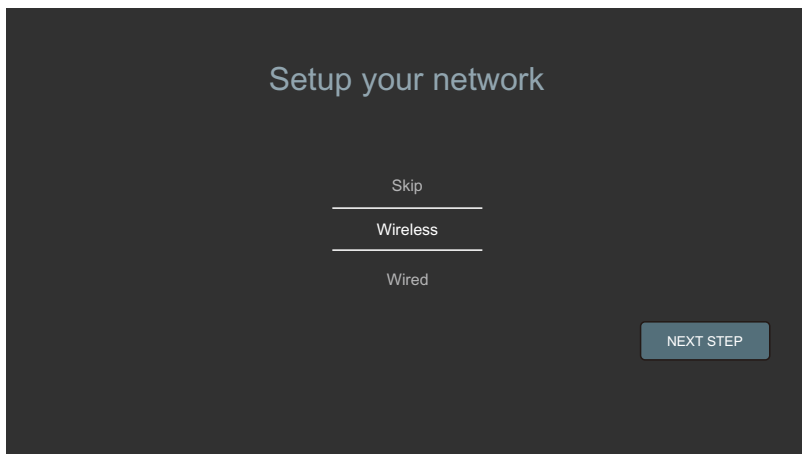 Setup your network
Skip
Wireless
Wired
NEXT STEP